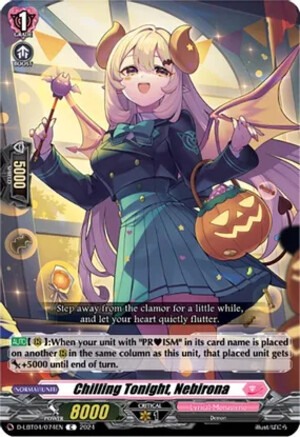 1
GRADE
BOOST
5000
SHIELD
Step away from the clamor for a little while,
and let your heart quietly flutter.
AUTO :When your unit with "PR♥ISM" in its card name is placed
on another in the same column as this unit, that placed unit gets
+5000 until end of turn.
NORMAL UNIT
Chilling Tonight, Nebirona
POWER 8000
CRITICAL
1
Lyrical Monasterio
Demon
D-LBT04/074EN C 2024